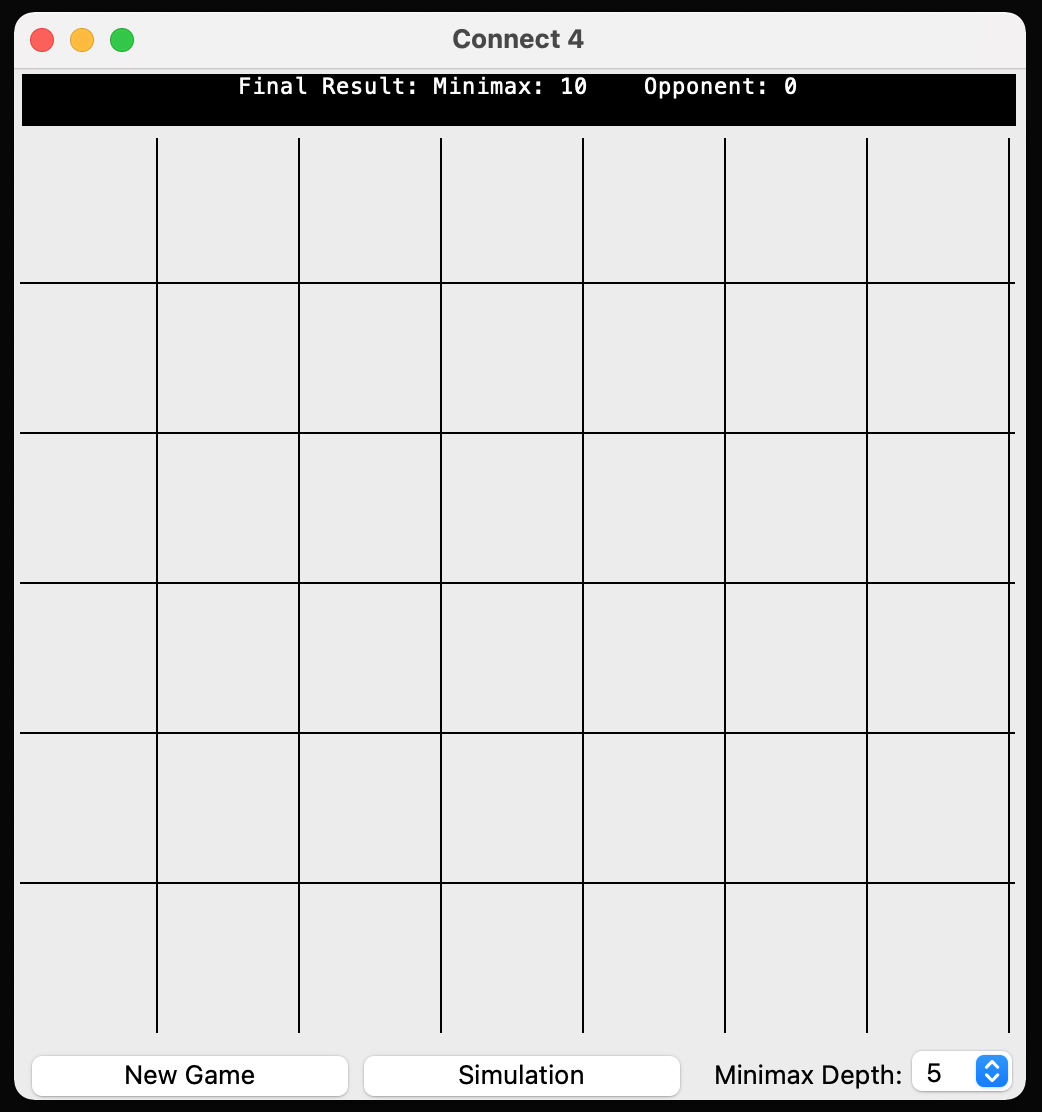 Connect 4
Final Result: Minimax: 10    Opponent: 0
New Game
Simulation
Minimax Depth: 5